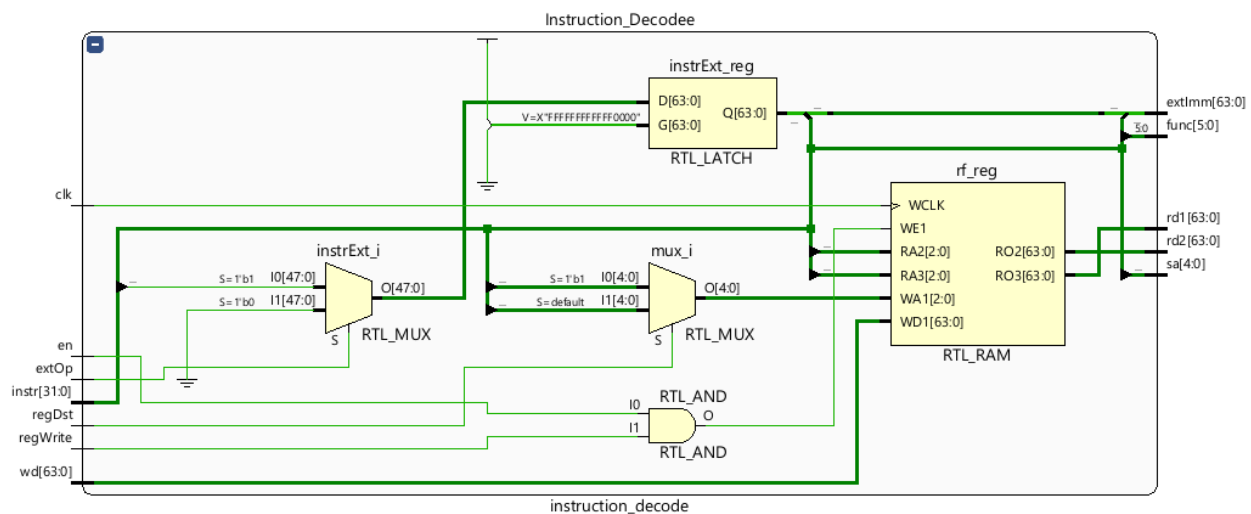 Instruction_Decodee
instrExt_reg
D[63:0]
G[63:0]
Q[63:0]
V=X"FFFFFFFFFFFF0000"
RTL_LATCH
extImm[63:0]
5:0
func[5:0]
clk
rf_reg
WCLK
WE1
RA2[2:0]
RA3[2:0]
WA1[2:0]
WD1[63:0]
RO2[63:0]
RO3[63:0]
RTL_RAM
rd1[63:0]
rd2[63:0]
sa[4:0]
instrExt_i
S=1'b1
I0[47:0]
S=1'b0
I1[47:0]
O[47:0]
S
RTL_MUX
mux_i
S=1'b1
I0[4:0]
S=default
I1[4:0]
O[4:0]
S
RTL_MUX
en
extOp
instr[31:0]
regDst
regWrite
wd[63:0]
RTL_AND
I0
I1
O
RTL_AND
instruction_decode